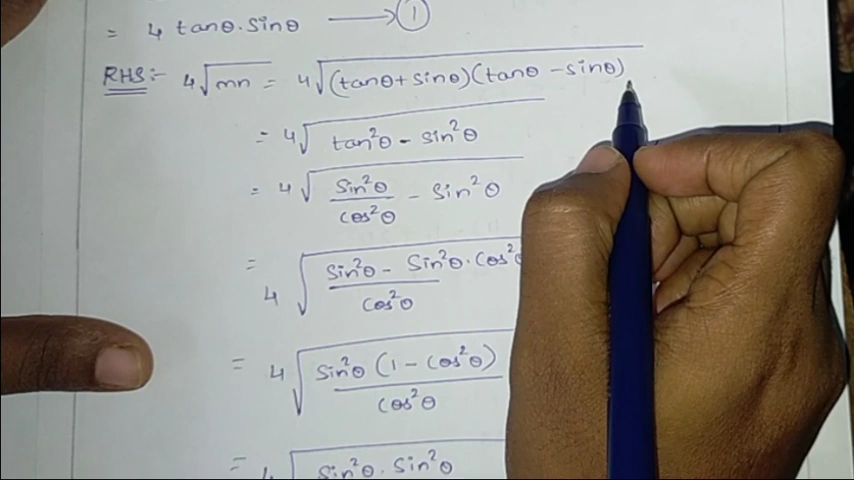 = 4 tanθ.sinθ ⟶ ①
RHS:- 4√mn = 4√(tanθ+sinθ)(tanθ-sinθ)
= 4√tan²θ - sin²θ
= 4√sin²θ/cos²θ - sin²θ
= 4√sin²θ - sin²θ.cos²θ/cos²θ
= 4√sin²θ (1-cos²θ)/cos²θ
= 4√sin²θ.sin²θ